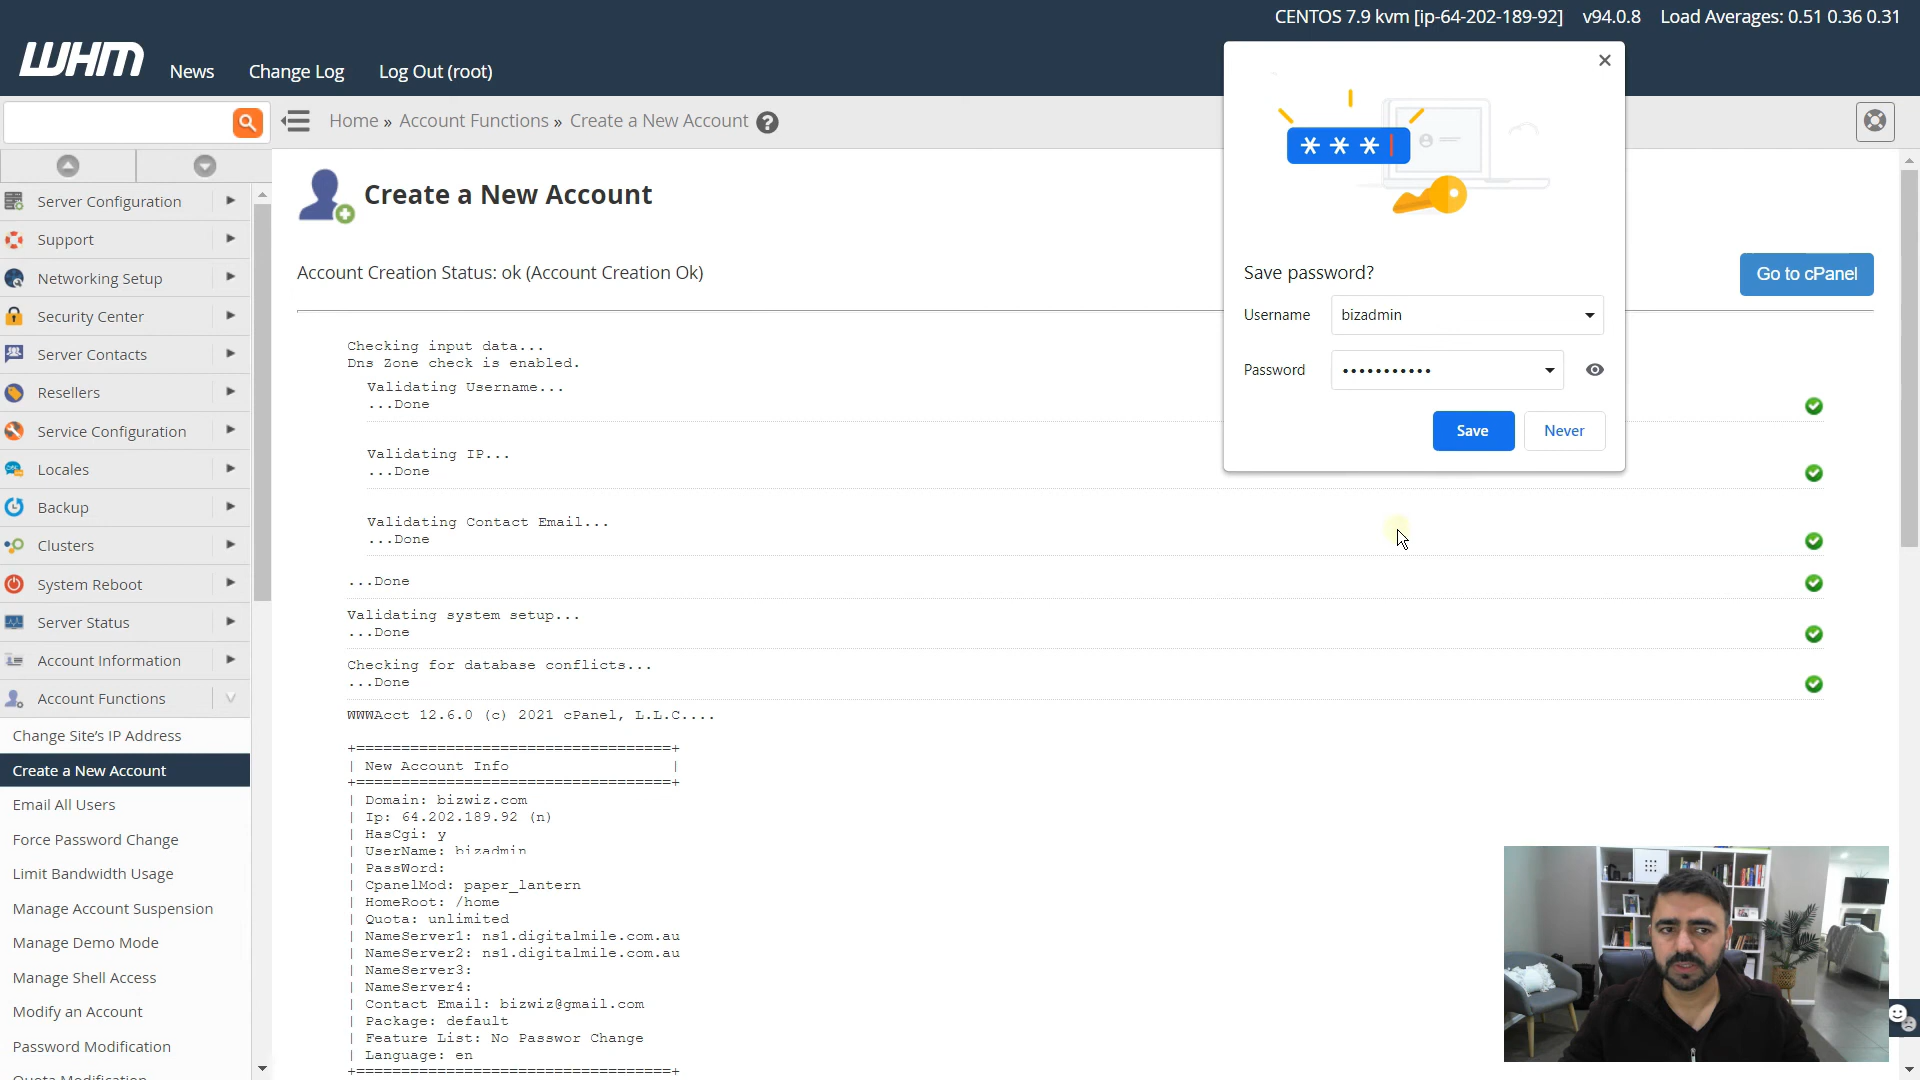 CENTOS 7.9 kvm [ip-64-202-189-92] v94.0.8 Load Averages: 0.51 0.36 0.31
WHM News Change Log Log Out (root)
Home » Account Functions » Create a New Account ?
Server Configuration
Support
Networking Setup
Security Center
Server Contacts
Resellers
Service Configuration
Locales
Backup
Clusters
System Reboot
Server Status
Account Information
Account Functions
Change Site's IP Address
Create a New Account
Email All Users
Force Password Change
Limit Bandwidth Usage
Manage Account Suspension
Manage Demo Mode
Manage Shell Access
Modify an Account
Password Modification
Quota Modification
Create a New Account
Account Creation Status: ok (Account Creation Ok)
Go to cPanel
Checking input data...
Dns Zone check is enabled.
Validating Username...
...Done
Validating IP...
...Done
Validating Contact Email...
...Done
...Done
Validating system setup...
...Done
Checking for database conflicts...
...Done
WWWAcct 12.6.0 (c) 2021 cPanel, L.L.C....
+===================================+
| New Account Info |
+===================================+
| Domain: bizwiz.com
| Ip: 64.202.189.92 (n)
| HasCgi: y
| UserName: bizadmin
| PassWord:
| CpanelMod: paper_lantern
| HomeRoot: /home
| Quota: unlimited
| NameServer1: ns1.digitalmile.com.au
| NameServer2: ns1.digitalmile.com.au
| NameServer3:
| NameServer4:
| Contact Email: bizwiz@gmail.com
| Package: default
| Feature List: No Passwor Change
| Language: en
+===================================+
* * *
Save password?
Username bizadmin
Password •••••••••••
Save Never